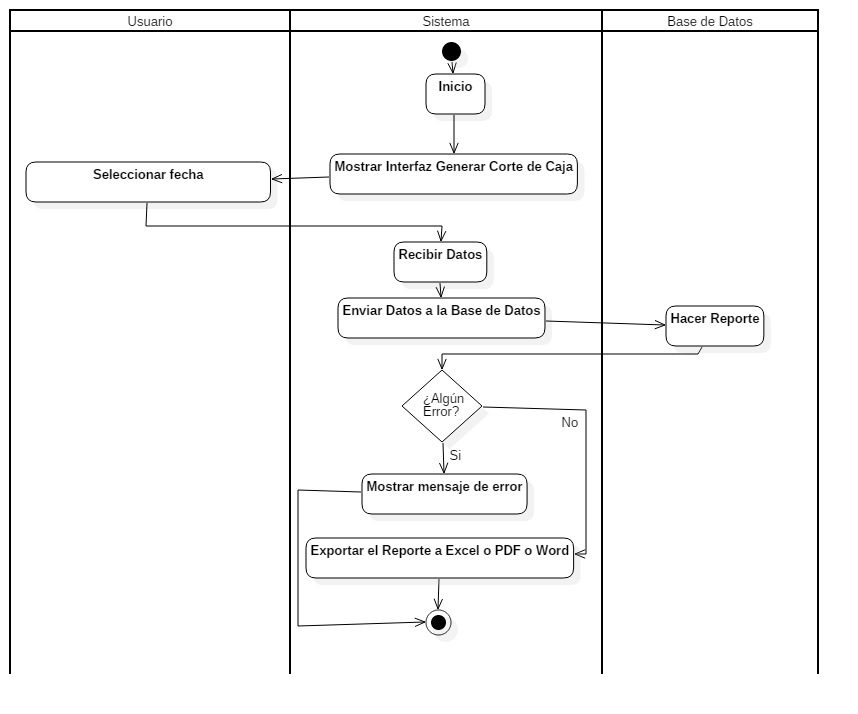 Usuario
Sistema
Base de Datos
Inicio
Mostrar Interfaz Generar Corte de Caja
Seleccionar fecha
Recibir Datos
Enviar Datos a la Base de Datos
Hacer Reporte
¿Algún
Error?
No
Si
Mostrar mensaje de error
Exportar el Reporte a Excel o PDF o Word